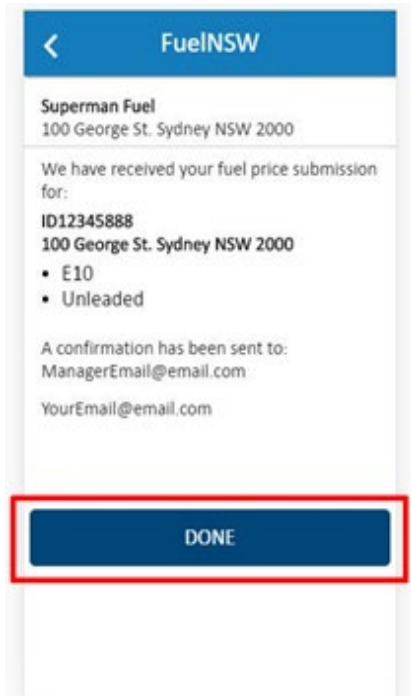 FuelNSW
Superman Fuel
100 George St. Sydney NSW 2000
We have received your fuel price submission
for:
ID12345888
100 George St. Sydney NSW 2000
• E10
• Unleaded
A confirmation has been sent to:
ManagerEmail@email.com
YourEmail@email.com
DONE